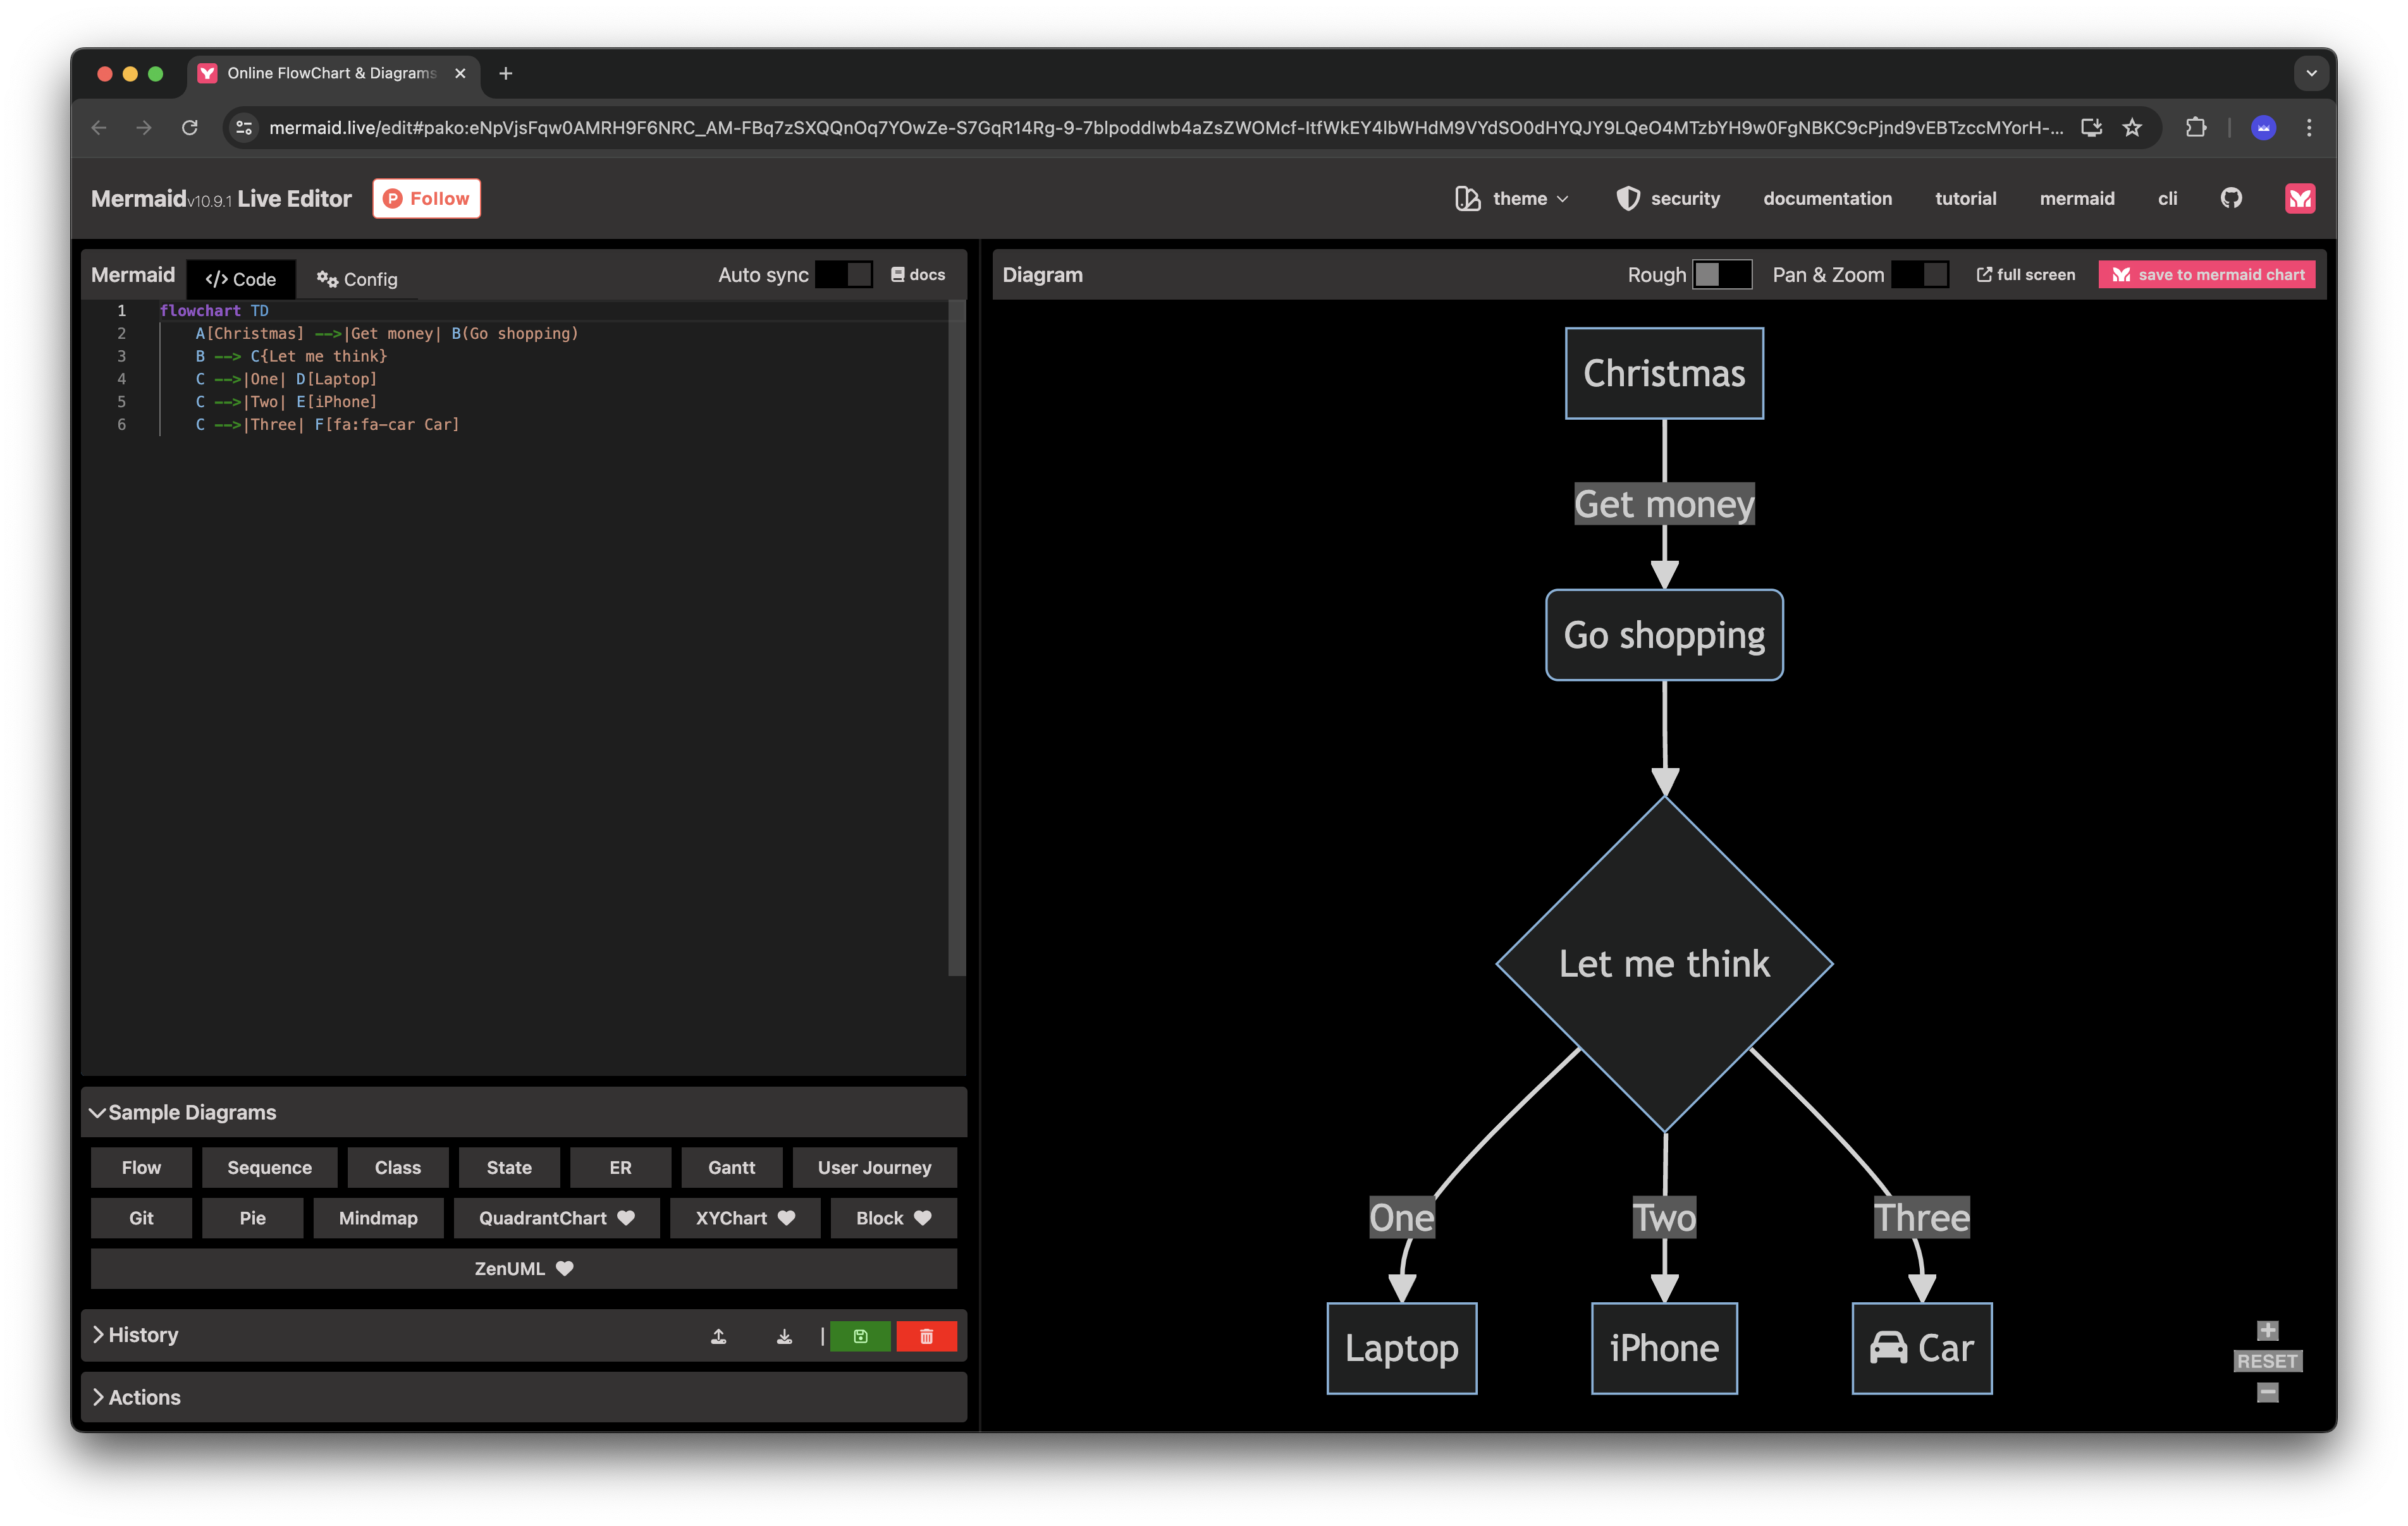 Online FlowChart & Diagrams
mermaid.live/edit#pako:eNpVjsFqw0AMRH9F6NRC_AM-FBq7zSXQQnOq7YOwZe-S7GqR14Rg-9-7blpoddIwb4aZsZWOMcf-ItfWkEY4lbWHdM9VYdSO0dHYQJY9LQeO4MTzbYH9w0FgNBKC9cPjnd9vEBTzccMYorH-...
Mermaidv10.9.1 Live Editor
Follow
theme
security
documentation
tutorial
mermaid
cli
Mermaid
</> Code
Config
Auto sync
docs
1 flowchart TD
2 A[Christmas] -->|Get money| B(Go shopping)
3 B --> C{Let me think}
4 C -->|One| D[Laptop]
5 C -->|Two| E[iPhone]
6 C -->|Three| F[fa:fa-car Car]
Sample Diagrams
Flow
Sequence
Class
State
ER
Gantt
User Journey
Git
Pie
Mindmap
QuadrantChart
XYChart
Block
ZenUML
History
Actions
Diagram
Rough
Pan & Zoom
full screen
save to mermaid chart
Christmas
Get money
Go shopping
Let me think
One
Two
Three
Laptop
iPhone
Car
+
RESET
−